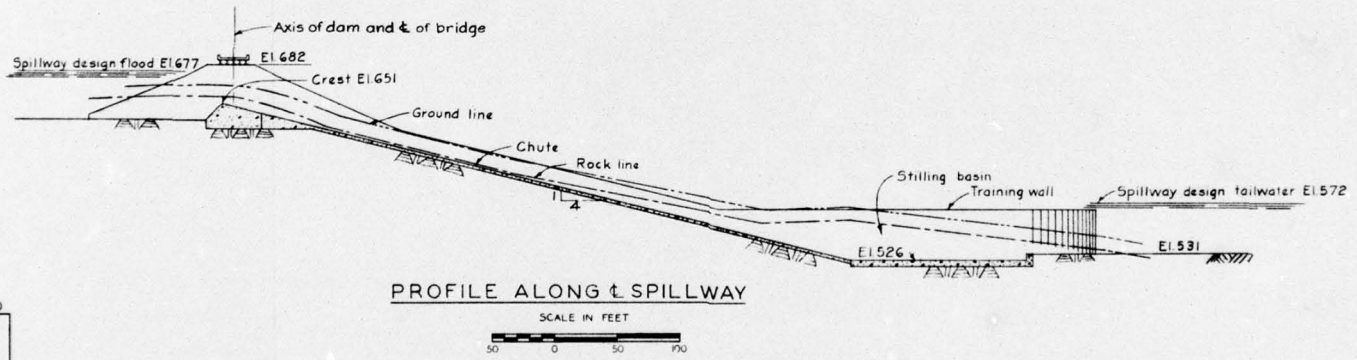 Axis of dam and ℄ of bridge
Spillway design flood El.677
El.682
Crest El.651
Ground line
Chute
Rock line
1
4
Stilling basin
Training wall
Spillway design tailwater El.572
El.526
El.531
PROFILE ALONG ℄ SPILLWAY
SCALE IN FEET
50 0 50 100